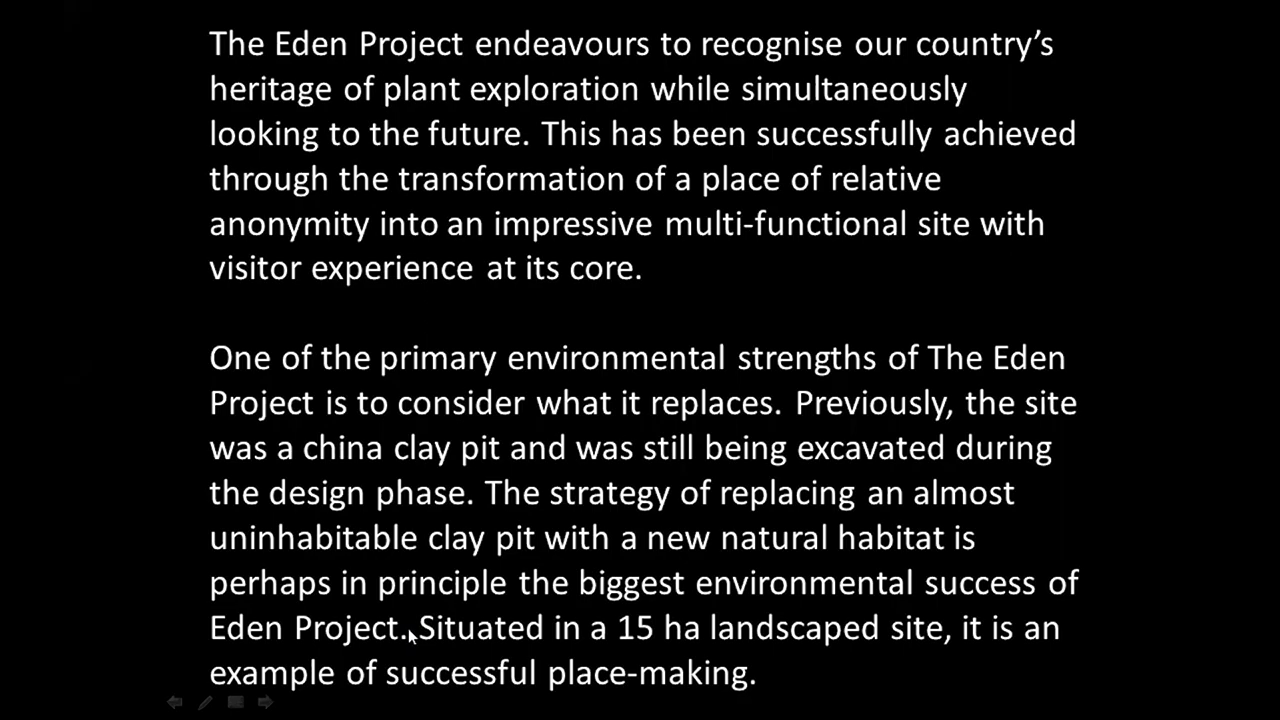 The Eden Project endeavours to recognise our country’s
heritage of plant exploration while simultaneously
looking to the future. This has been successfully achieved
through the transformation of a place of relative
anonymity into an impressive multi-functional site with
visitor experience at its core.
One of the primary environmental strengths of The Eden
Project is to consider what it replaces. Previously, the site
was a china clay pit and was still being excavated during
the design phase. The strategy of replacing an almost
uninhabitable clay pit with a new natural habitat is
perhaps in principle the biggest environmental success of
Eden Project. Situated in a 15 ha landscaped site, it is an
example of successful place-making.